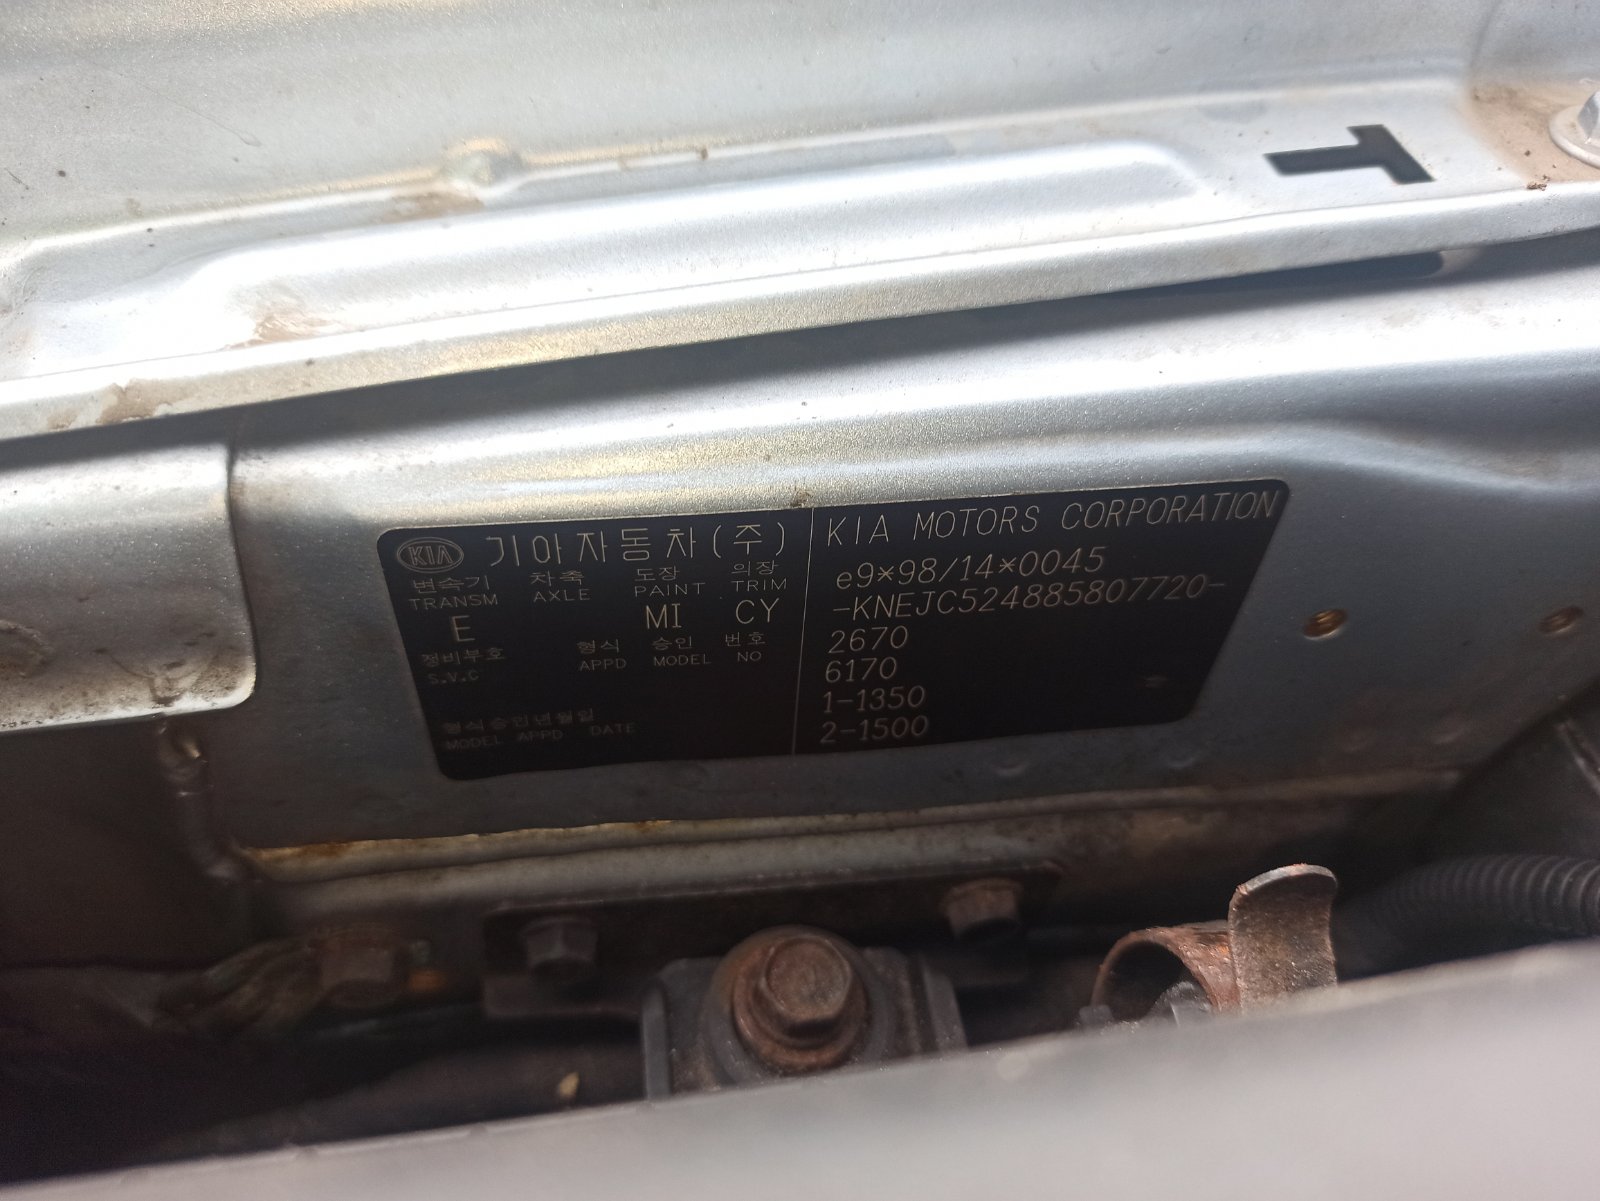 T
KIA 기아자동차(주)
변속기 차축 도장 의장
TRANSM AXLE PAINT TRIM
E MI CY
정비부호 형식 승인 번호
S.V.C APPD MODEL NO
형식승인년월일
MODEL APPD DATE
KIA MOTORS CORPORATION
e9*98/14*0045
-KNEJC524885807720-
2670
6170
1-1350
2-1500